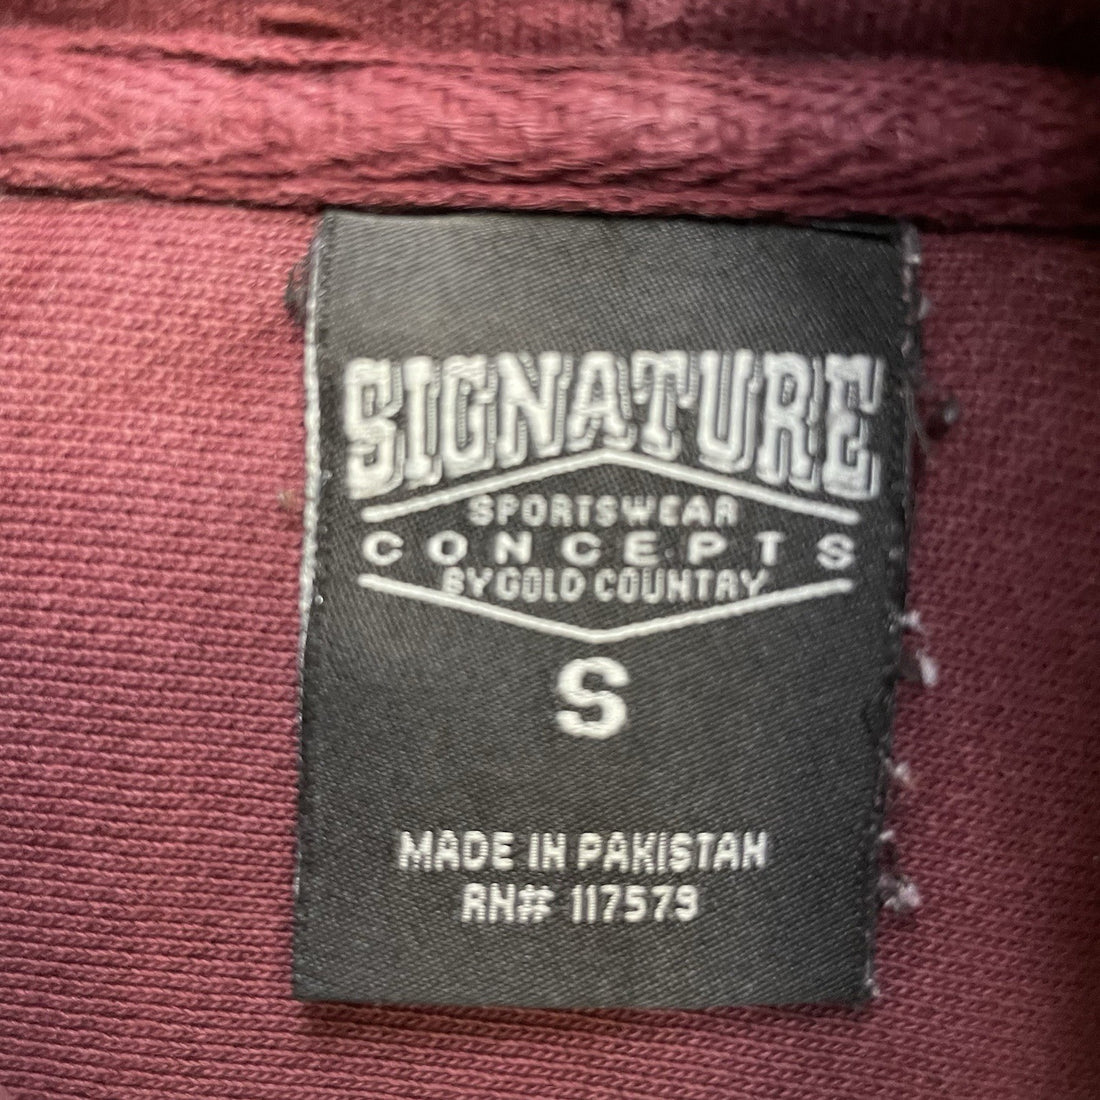 SIGNATURE
SPORTSWEAR
CONCEPTS
BY GOLD COUNTRY
S
MADE IN PAKISTAN
RN# 117579